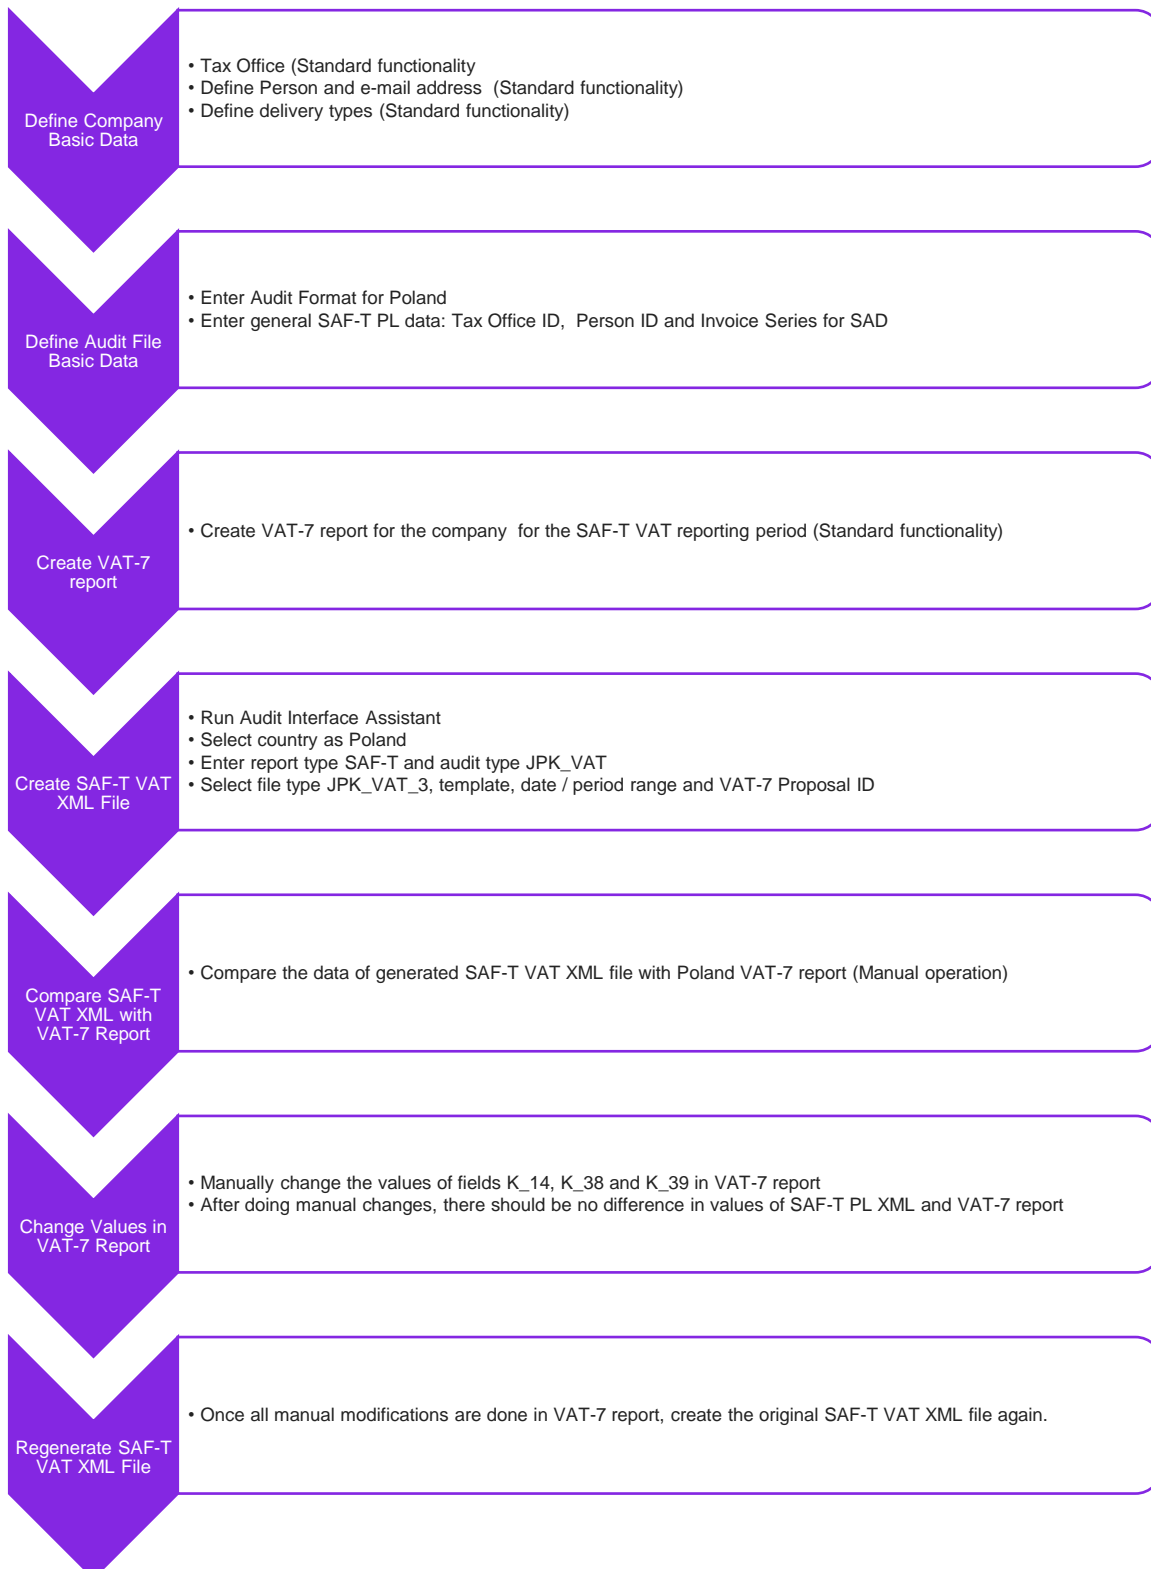 Define Company
Basic Data
• Tax Office (Standard functionality
• Define Person and e-mail address  (Standard functionality)
• Define delivery types (Standard functionality)
Define Audit File
Basic Data
• Enter Audit Format for Poland
• Enter general SAF-T PL data: Tax Office ID,  Person ID and Invoice Series for SAD
Create VAT-7
report
• Create VAT-7 report for the company  for the SAF-T VAT reporting period (Standard functionality)
Create SAF-T VAT
XML File
• Run Audit Interface Assistant
• Select country as Poland
• Enter report type SAF-T and audit type JPK_VAT
• Select file type JPK_VAT_3, template, date / period range and VAT-7 Proposal ID
Compare SAF-T
VAT XML with
VAT-7 Report
• Compare the data of generated SAF-T VAT XML file with Poland VAT-7 report (Manual operation)
Change Values in
VAT-7 Report
• Manually change the values of fields K_14, K_38 and K_39 in VAT-7 report
• After doing manual changes, there should be no difference in values of SAF-T PL XML and VAT-7 report
Regenerate SAF-T
VAT XML File
• Once all manual modifications are done in VAT-7 report, create the original SAF-T VAT XML file again.